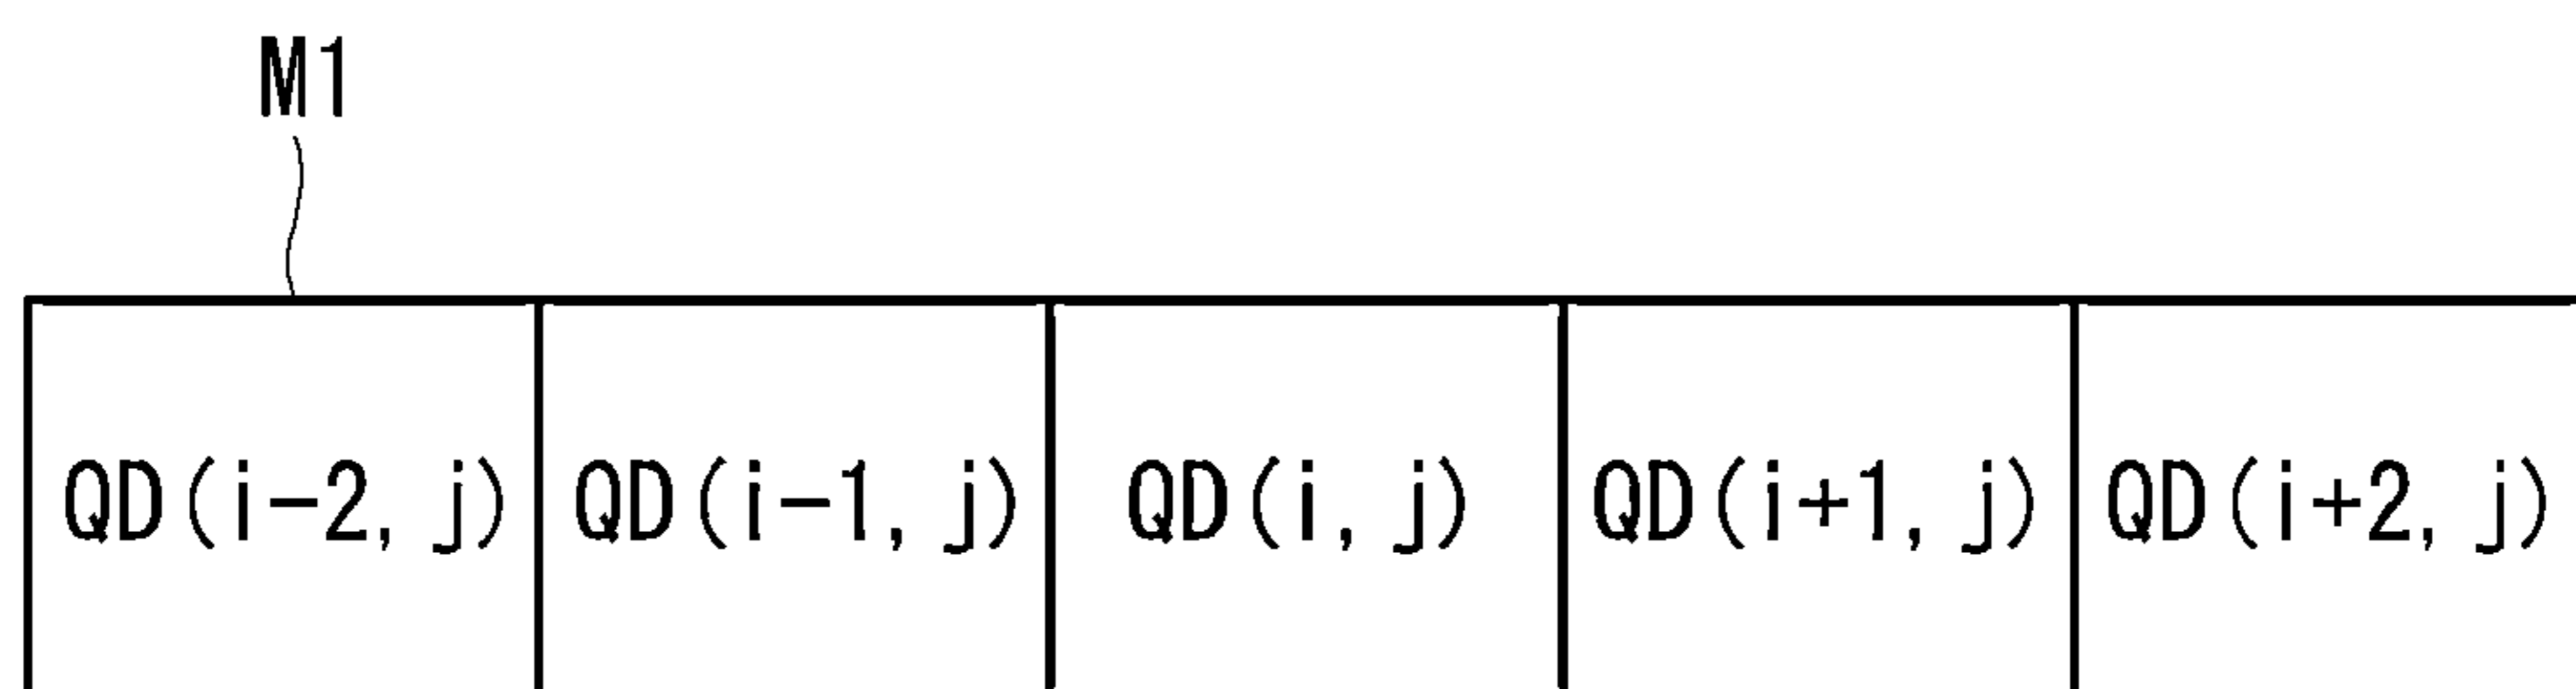 M1
QD(i-2, j) QD(i-1, j) QD(i, j) QD(i+1, j) QD(i+2, j)